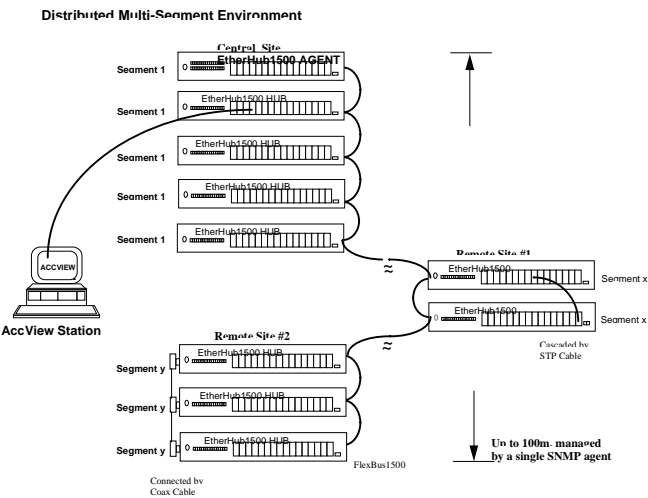 Distributed Multi-Segment Environment
Central Site
EtherHub1500 AGENT
Segment 1
EtherHub1500 HUB
Segment 1
EtherHub1500 HUB
Segment 1
EtherHub1500 HUB
Segment 1
EtherHub1500 HUB
Segment 1
ACCVIEW
AccView Station
Remote Site #1
EtherHub1500
Segment x
EtherHub1500
Segment x
Cascaded by
STP Cable
Remote Site #2
EtherHub1500 HUB
Segment y
EtherHub1500 HUB
Segment y
EtherHub1500 HUB
Segment y
FlexBus1500
Connected by
Coax Cable
Up to 100m, managed
by a single SNMP agent